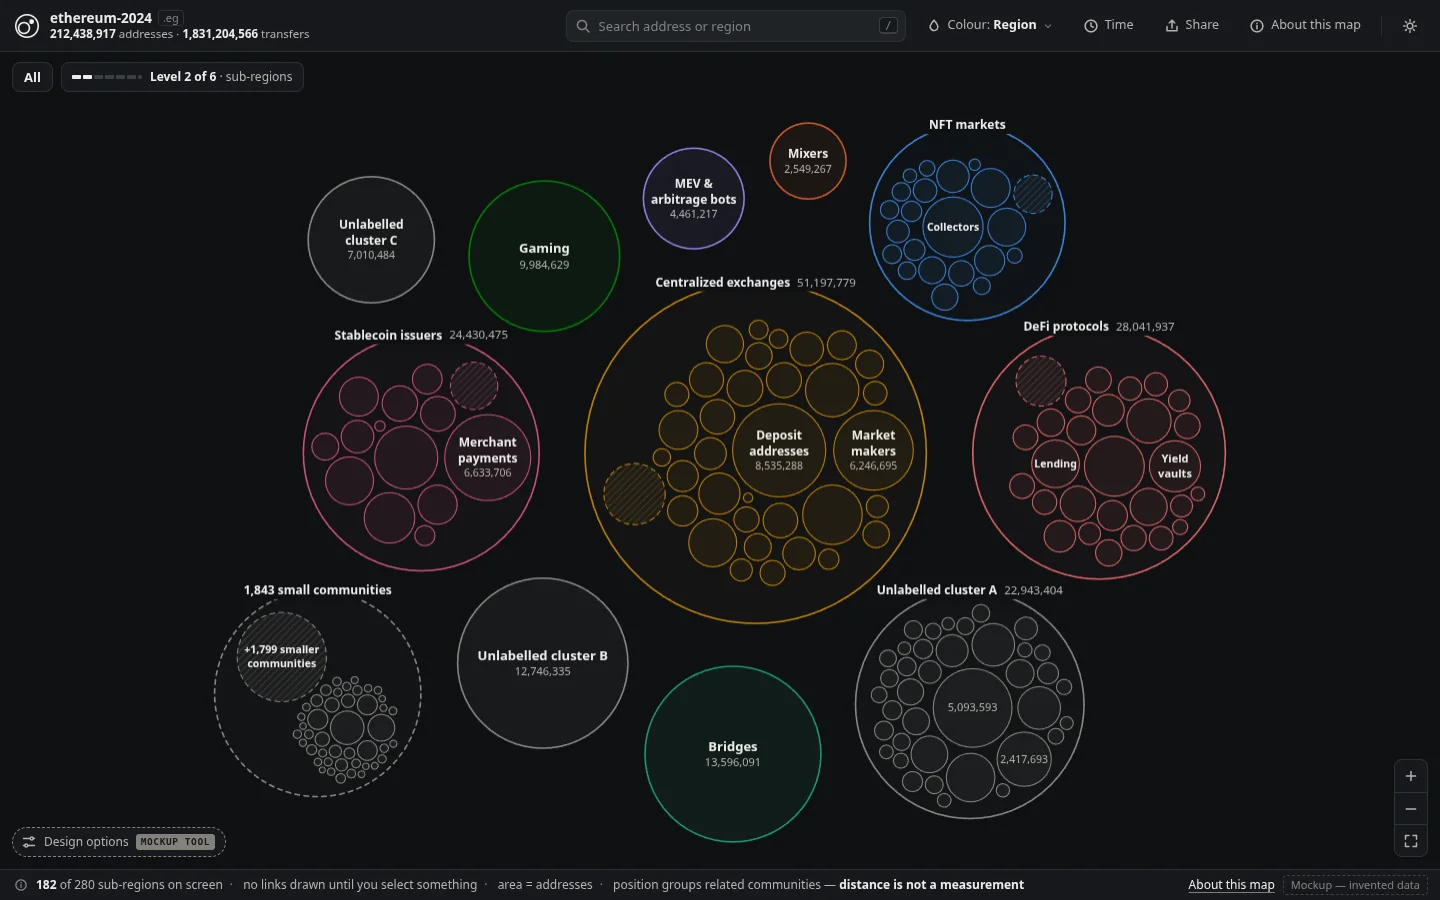 ethereum-2024 .eg
212,438,917 addresses · 1,831,204,566 transfers
Search address or region /
Colour: Region
Time
Share
About this map
All
Level 2 of 6 · sub-regions
NFT markets
Mixers
2,549,267
MEV &
arbitrage bots
4,461,217
Unlabelled
cluster C
7,010,484
Gaming
9,984,629
Collectors
Centralized exchanges 51,197,779
Stablecoin issuers 24,430,475
DeFi protocols 28,041,937
Merchant
payments
6,633,706
Deposit
addresses
8,535,288
Market
makers
6,246,695
Lending
Yield
vaults
1,843 small communities
Unlabelled cluster A 22,943,404
+1,799 smaller
communities
Unlabelled cluster B
12,746,335
5,093,593
2,417,693
Bridges
13,596,091
Design options MOCKUP TOOL
182 of 280 sub-regions on screen · no links drawn until you select something · area = addresses · position groups related communities — distance is not a measurement
About this map
Mockup — invented data